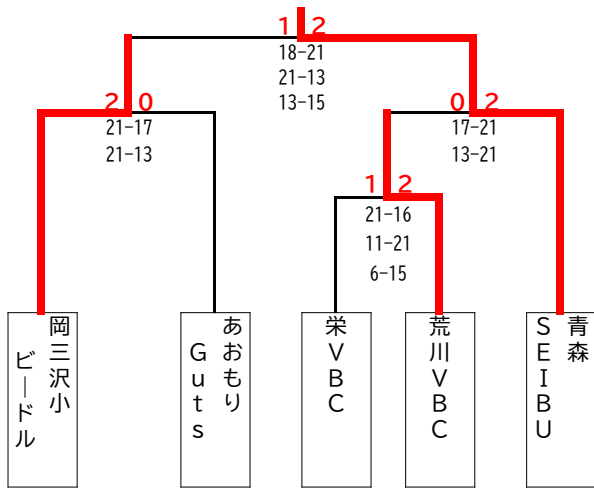 1 2
18-21
21-13
13-15
2 0
21-17
21-13
0 2
17-21
13-21
1 2
21-16
11-21
6-15
岡三沢小
ビードル
あおもり
Guts
栄VBC
荒川VBC
青森
SEIBU